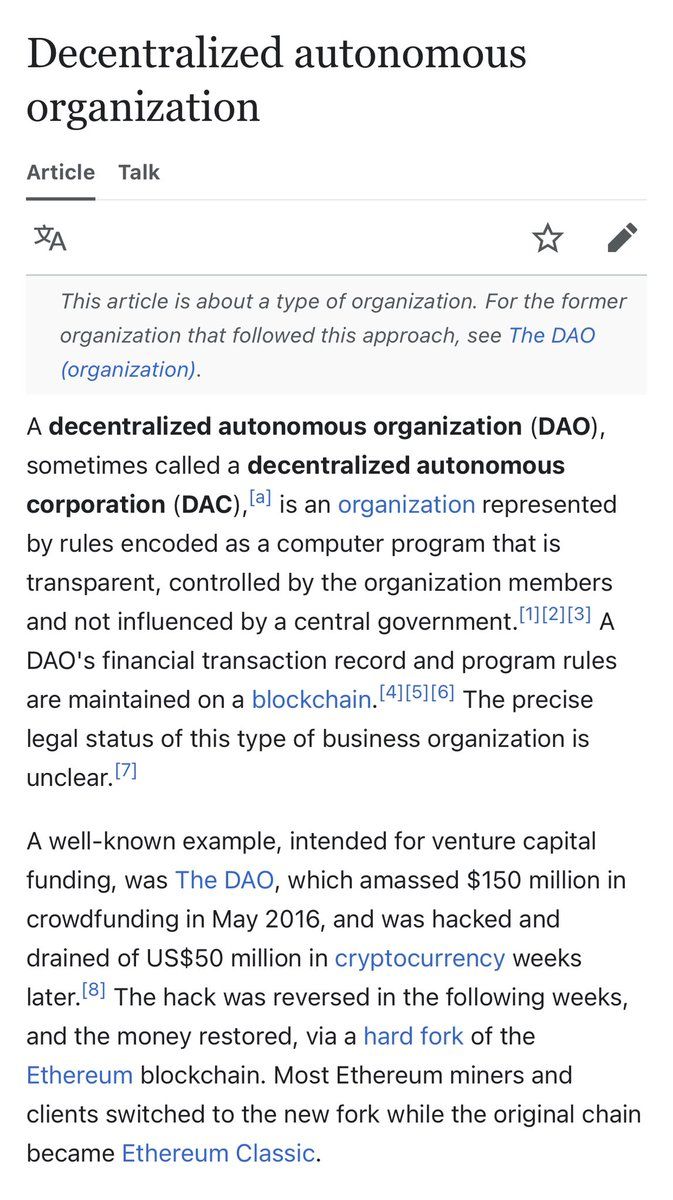 Decentralized autonomous
organization
Article Talk
文A
This article is about a type of organization. For the former
organization that followed this approach, see The DAO
(organization).
A decentralized autonomous organization (DAO),
sometimes called a decentralized autonomous
corporation (DAC),[a] is an organization represented
by rules encoded as a computer program that is
transparent, controlled by the organization members
and not influenced by a central government.[1][2][3] A
DAO's financial transaction record and program rules
are maintained on a blockchain.[4][5][6] The precise
legal status of this type of business organization is
unclear.[7]
A well-known example, intended for venture capital
funding, was The DAO, which amassed $150 million in
crowdfunding in May 2016, and was hacked and
drained of US$50 million in cryptocurrency weeks
later.[8] The hack was reversed in the following weeks,
and the money restored, via a hard fork of the
Ethereum blockchain. Most Ethereum miners and
clients switched to the new fork while the original chain
became Ethereum Classic.